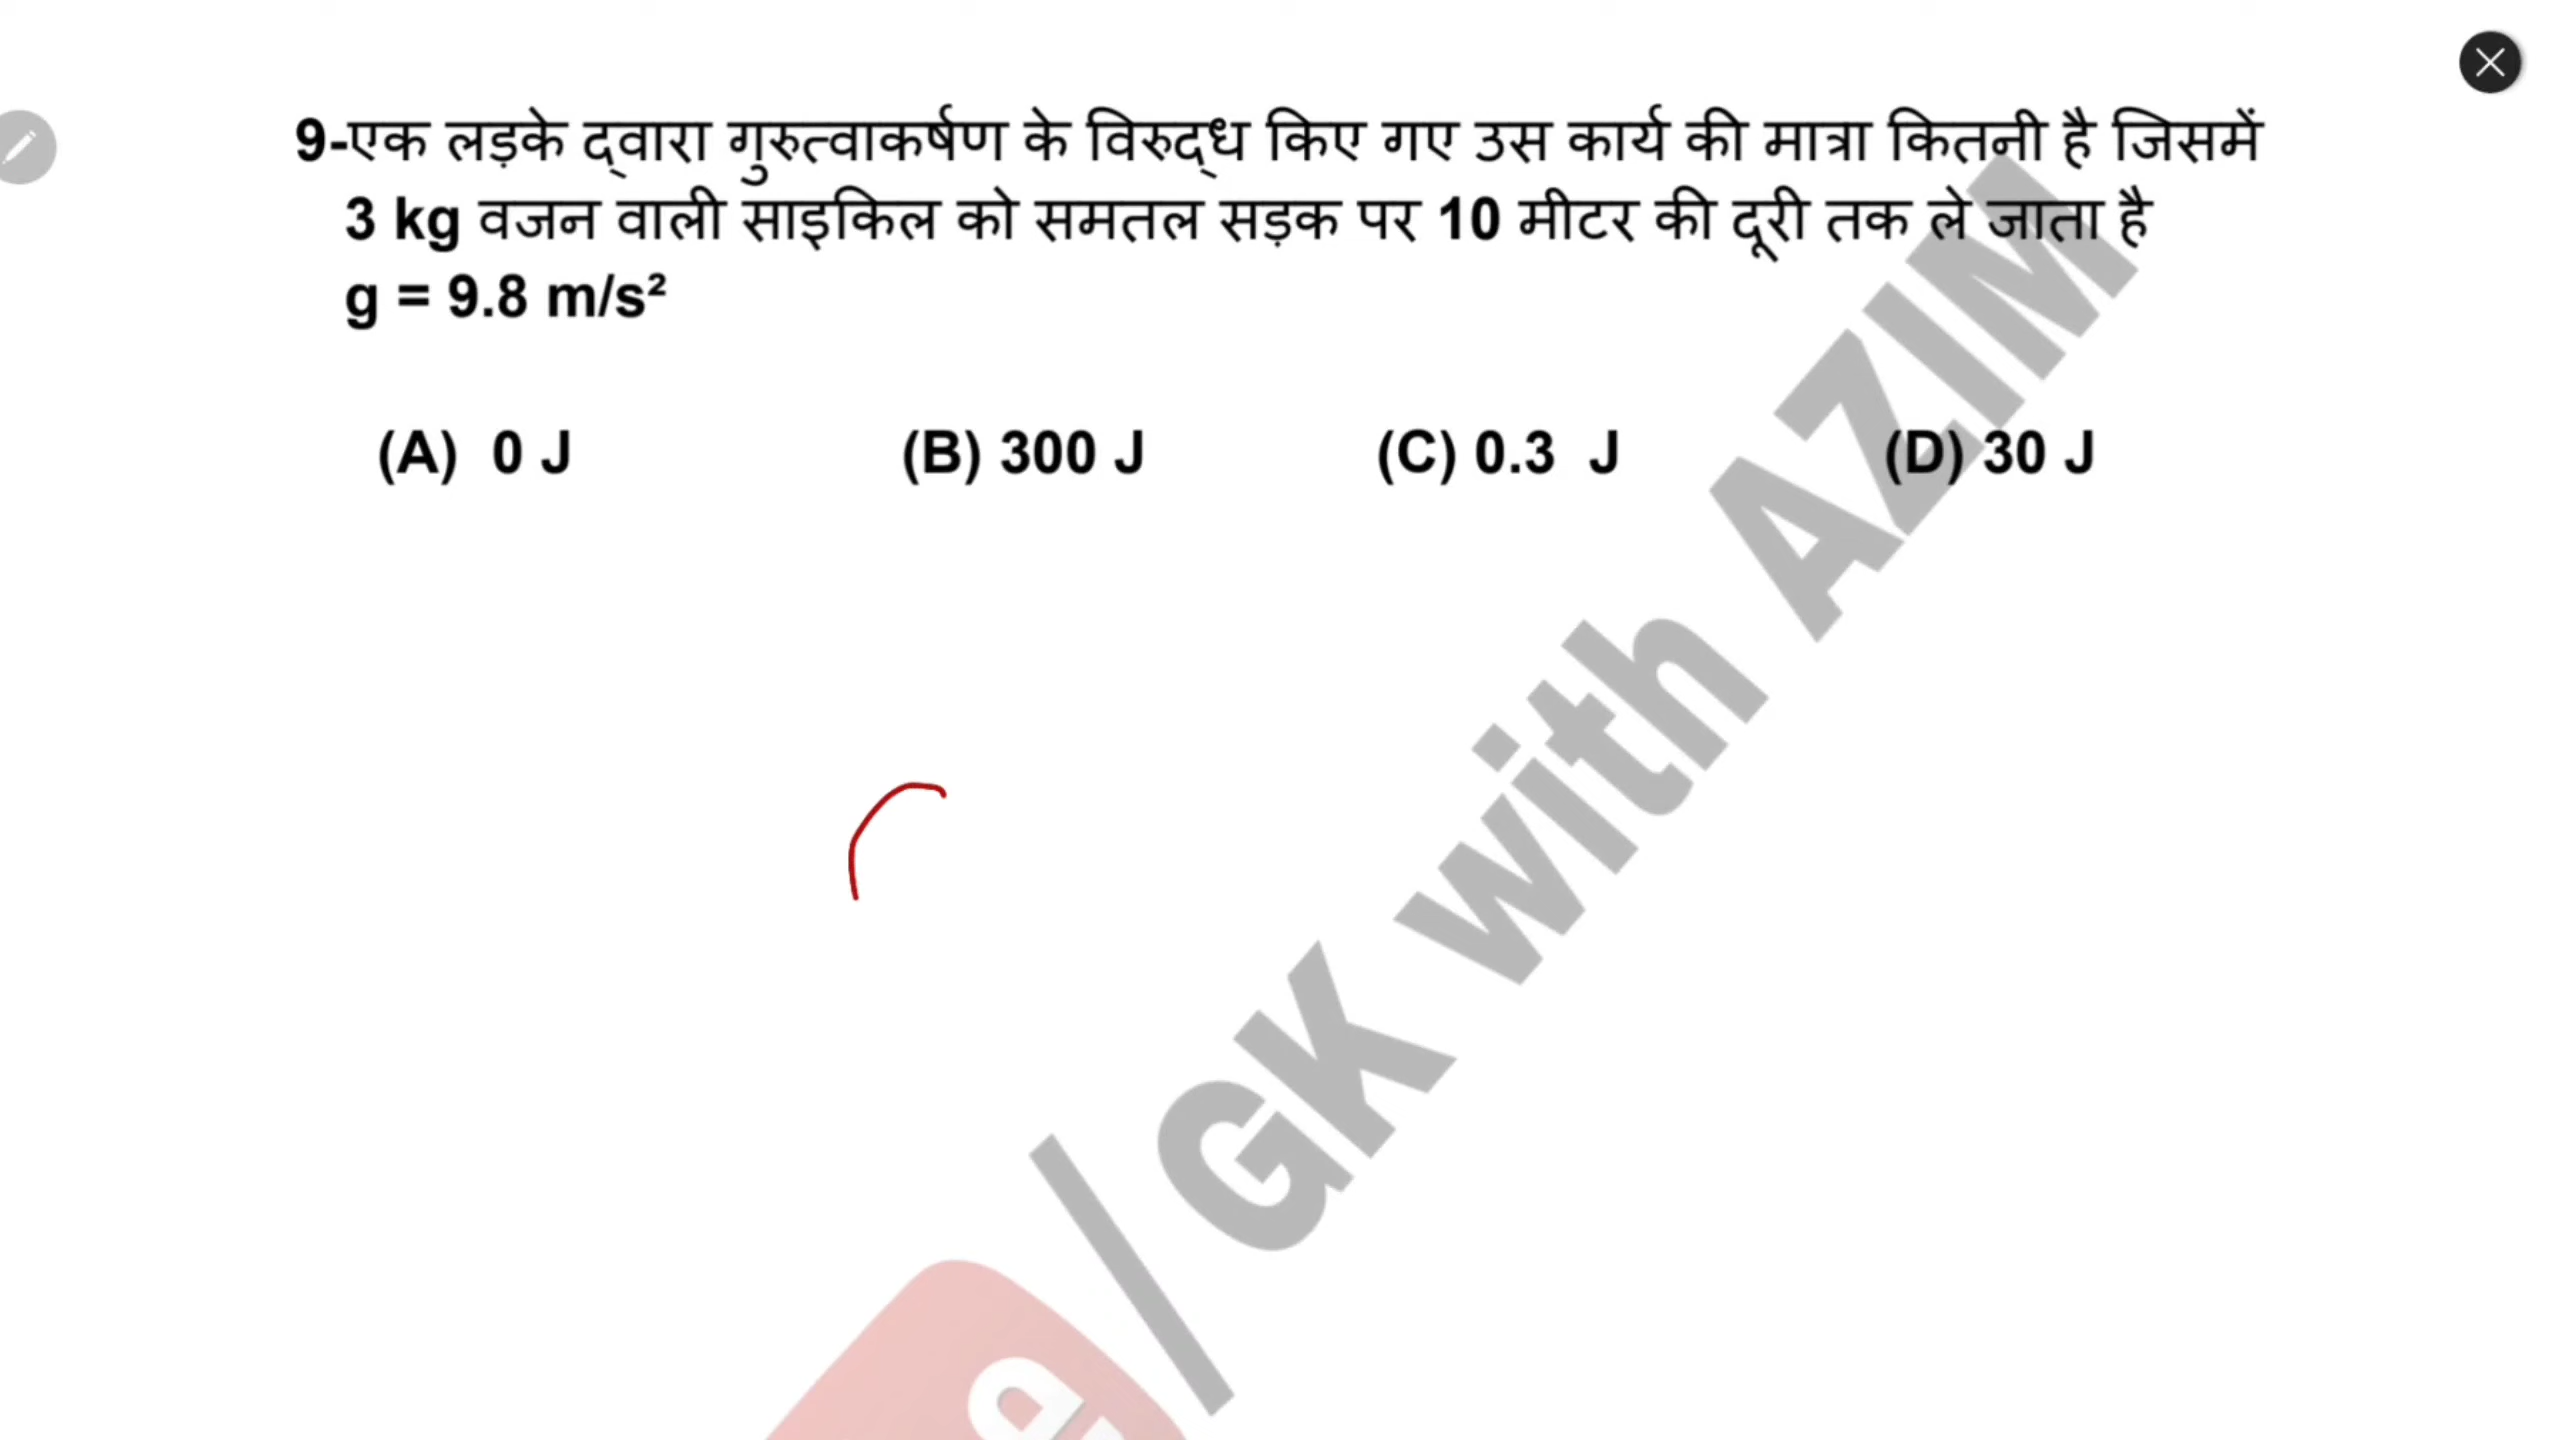 9-एक लड़के द्वारा गुरुत्वाकर्षण के विरुद्ध किए गए उस कार्य की मात्रा कितनी है जिसमें
3 kg वजन वाली साइकिल को समतल सड़क पर 10 मीटर की दूरी तक ले जाता है
g = 9.8 m/s²
(A) 0 J (B) 300 J (C) 0.3 J (D) 30 J
/ GK with AZIM